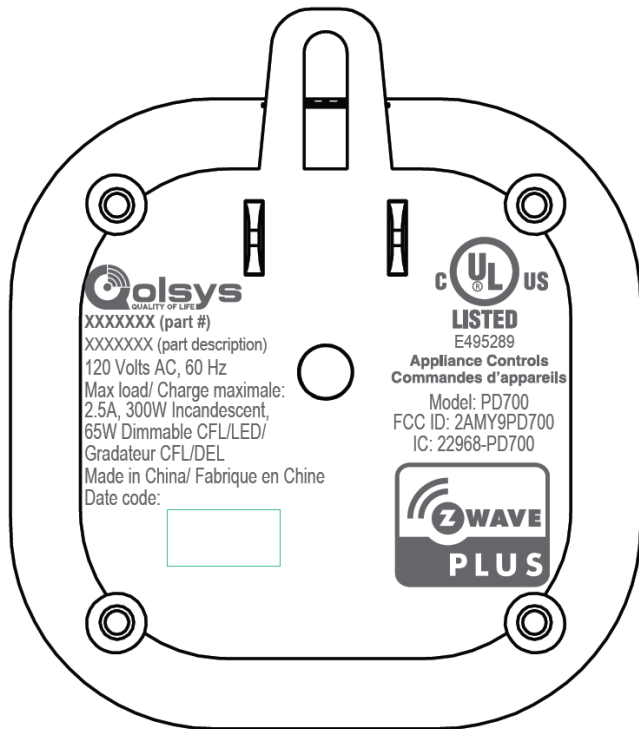 Qolsys
QUALITY OF LIFE
XXXXXXX (part #)
XXXXXXX (part description)
120 Volts AC, 60 Hz
Max load/ Charge maximale:
2.5A, 300W Incandescent,
65W Dimmable CFL/LED/
Gradateur CFL/DEL
Made in China/ Fabrique en Chine
Date code:
C UL US
®
LISTED
E495289
Appliance Controls
Commandes d'appareils
Model: PD700
FCC ID: 2AMY9PD700
IC: 22968-PD700
Z WAVE
PLUS